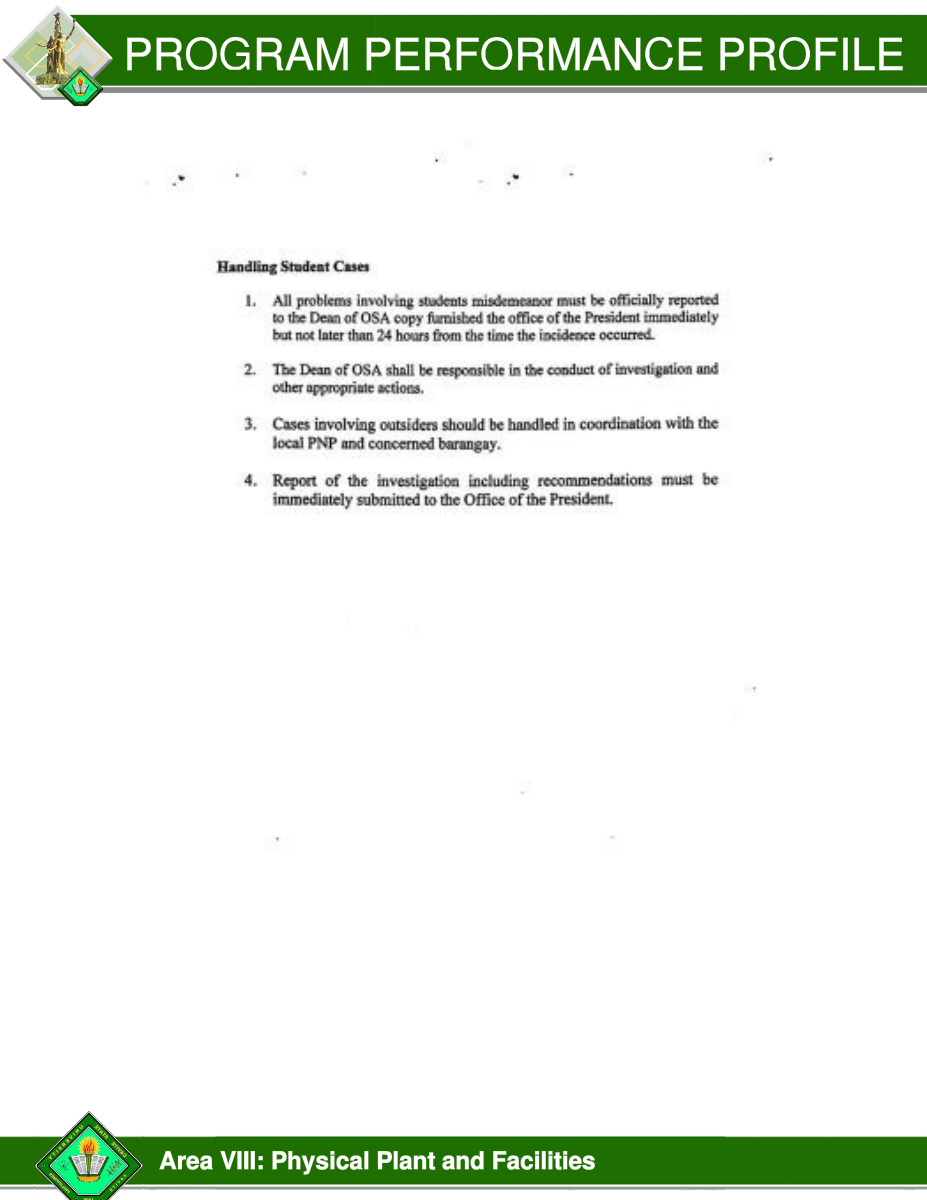 PROGRAM PERFORMANCE PROFILE
Handling Student Cases
1. All problems involving students misdemeanor must be officially reported
to the Dean of OSA copy furnished the office of the President immediately
but not later than 24 hours from the time the incidence occurred.
2. The Dean of OSA shall be responsible in the conduct of investigation and
other appropriate actions.
3. Cases involving outsiders should be handled in coordination with the
local PNP and concerned barangay.
4. Report of the investigation including recommendations must be
immediately submitted to the Office of the President.
Area VIII: Physical Plant and Facilities